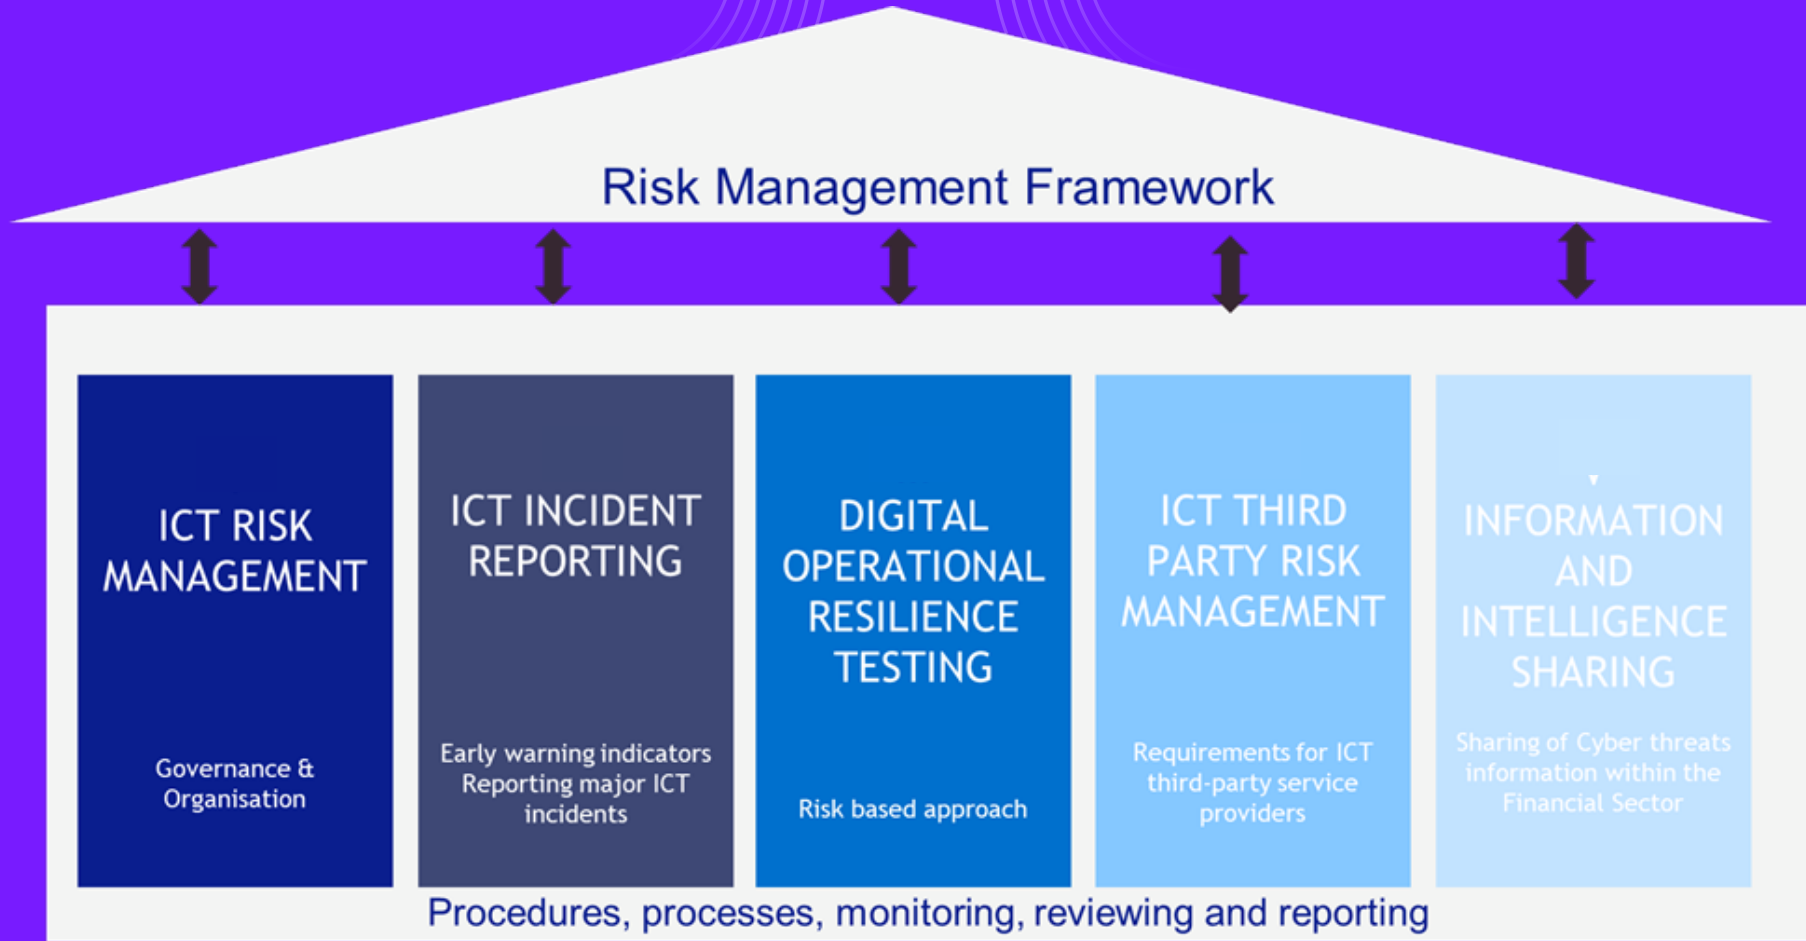 Risk Management Framework
ICT RISK
MANAGEMENT
Governance &
Organisation
ICT INCIDENT
REPORTING
Early warning indicators
Reporting major ICT
incidents
DIGITAL
OPERATIONAL
RESILIENCE
TESTING
Risk based approach
ICT THIRD
PARTY RISK
MANAGEMENT
Requirements for ICT
third-party service
providers
INFORMATION
AND
INTELLIGENCE
SHARING
Sharing of Cyber threats
information within the
Financial Sector
Procedures, processes, monitoring, reviewing and reporting